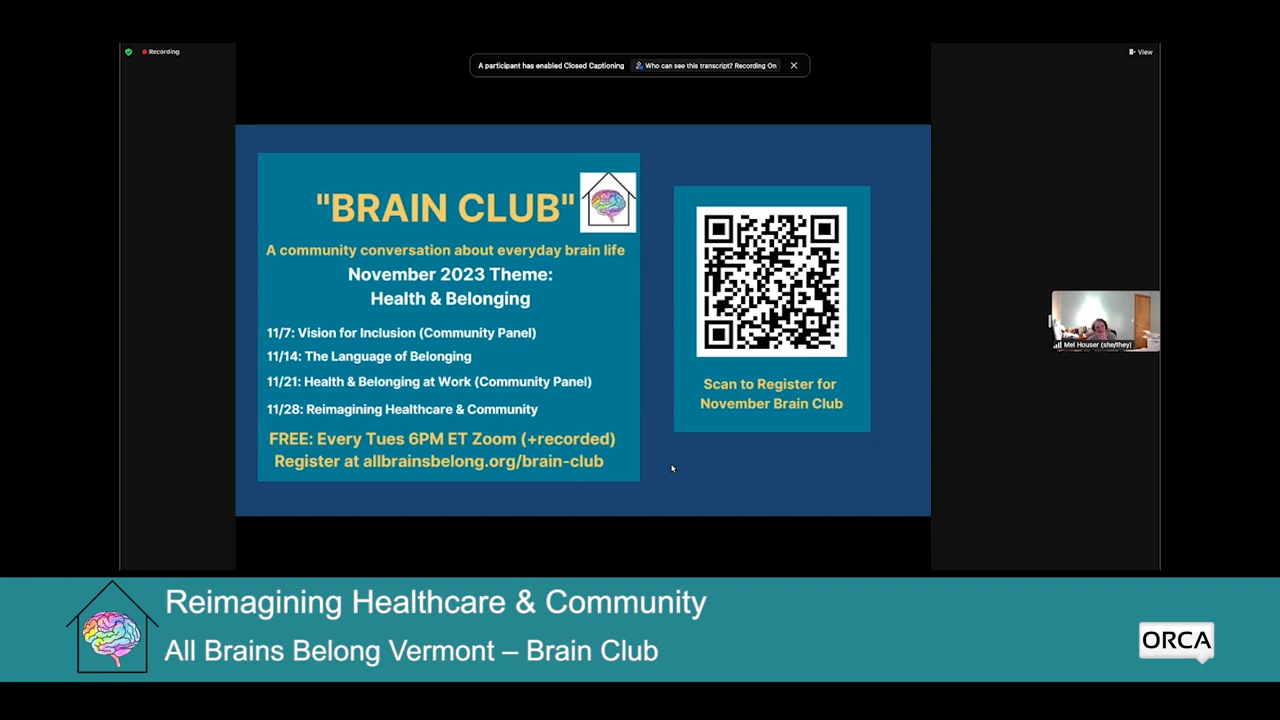 Recording
A participant has enabled Closed Captioning
Who can see this transcript? Recording On
View
"BRAIN CLUB"
A community conversation about everyday brain life
November 2023 Theme:
Health & Belonging
11/7: Vision for Inclusion (Community Panel)
11/14: The Language of Belonging
11/21: Health & Belonging at Work (Community Panel)
11/28: Reimagining Healthcare & Community
FREE: Every Tues 6PM ET Zoom (+recorded)
Register at allbrainsbelong.org/brain-club
Scan to Register for
November Brain Club
Mel Houser (she/they)
Reimagining Healthcare & Community
All Brains Belong Vermont – Brain Club
ORCA